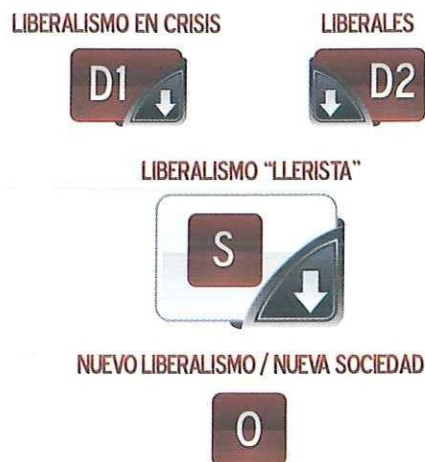 LIBERALISMO EN CRISIS LIBERALES
D1 D2
LIBERALISMO “LLERISTA”
S
NUEVO LIBERALISMO / NUEVA SOCIEDAD
O